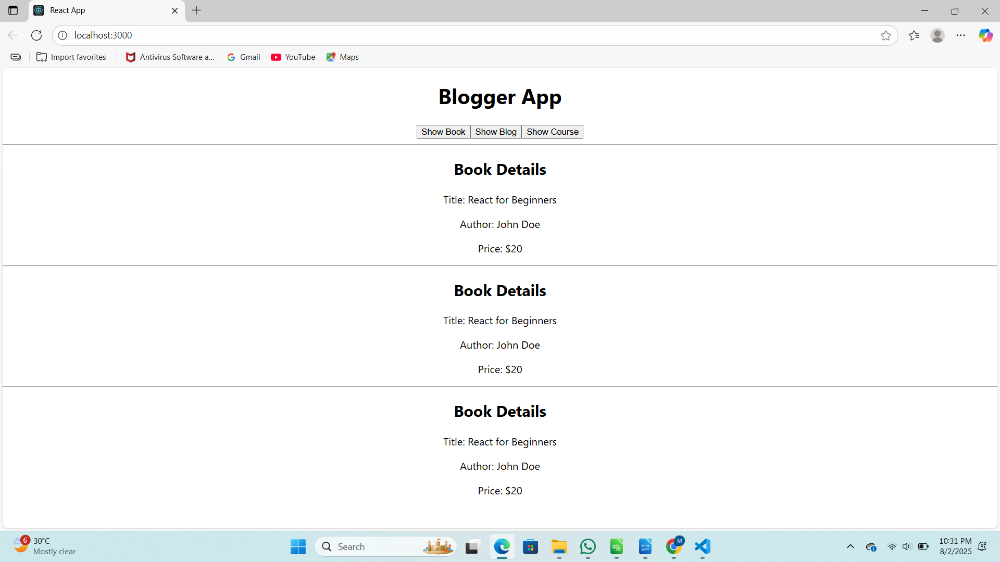 React App
localhost:3000
Import favorites
Antivirus Software a...
Gmail
YouTube
Maps
Blogger App
Show Book Show Blog Show Course
Book Details
Title: React for Beginners
Author: John Doe
Price: $20
Book Details
Title: React for Beginners
Author: John Doe
Price: $20
Book Details
Title: React for Beginners
Author: John Doe
Price: $20
6
30°C
Mostly clear
Search
M
10:31 PM
8/2/2025